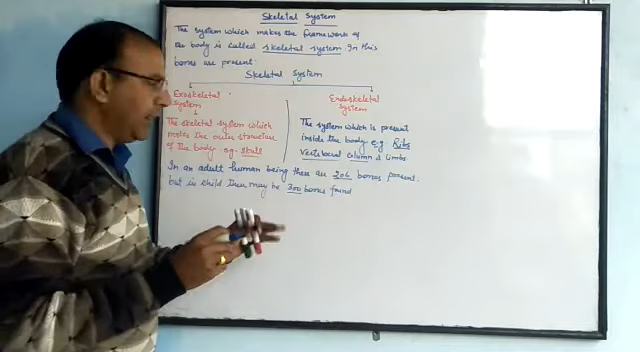 Skeletal System
The system which makes the framework of
the body is called skeletal system. In this
bones are present.
Skeletal System
Exoskeletal
System
Endoskeletal
System
The skeletal system which
the outer structure
of the body eg. Skull
The system which is present
inside the body e.g. Ribs
Vertebral column & limbs
In an adult human being there are 206 bones present.
but in child there may be 300 bones found